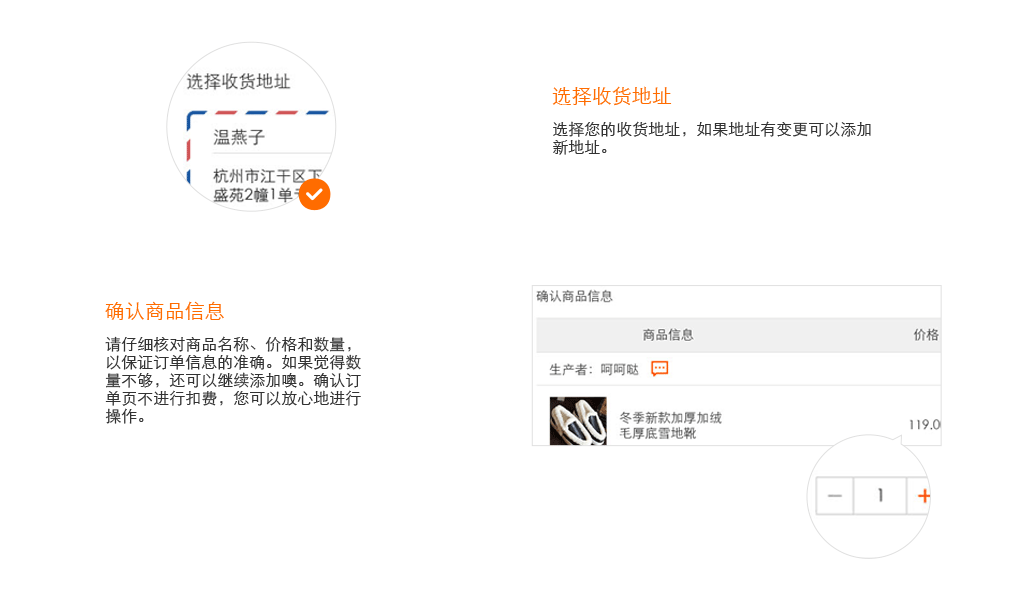 选择收货地址
温燕子
杭州市江干区下
盛苑2幢1单
选择收货地址
选择您的收货地址，如果地址有变更可以添加
新地址。
确认商品信息
请仔细核对商品名称、价格和数量，
以保证订单信息的准确。如果觉得数
量不够，还可以继续添加噢。确认订
单页不进行扣费，您可以放心地进行
操作。
确认商品信息
商品信息 价格
生产者：呵呵哒
冬季新款加厚加绒
毛厚底雪地靴
119.0
− 1 +